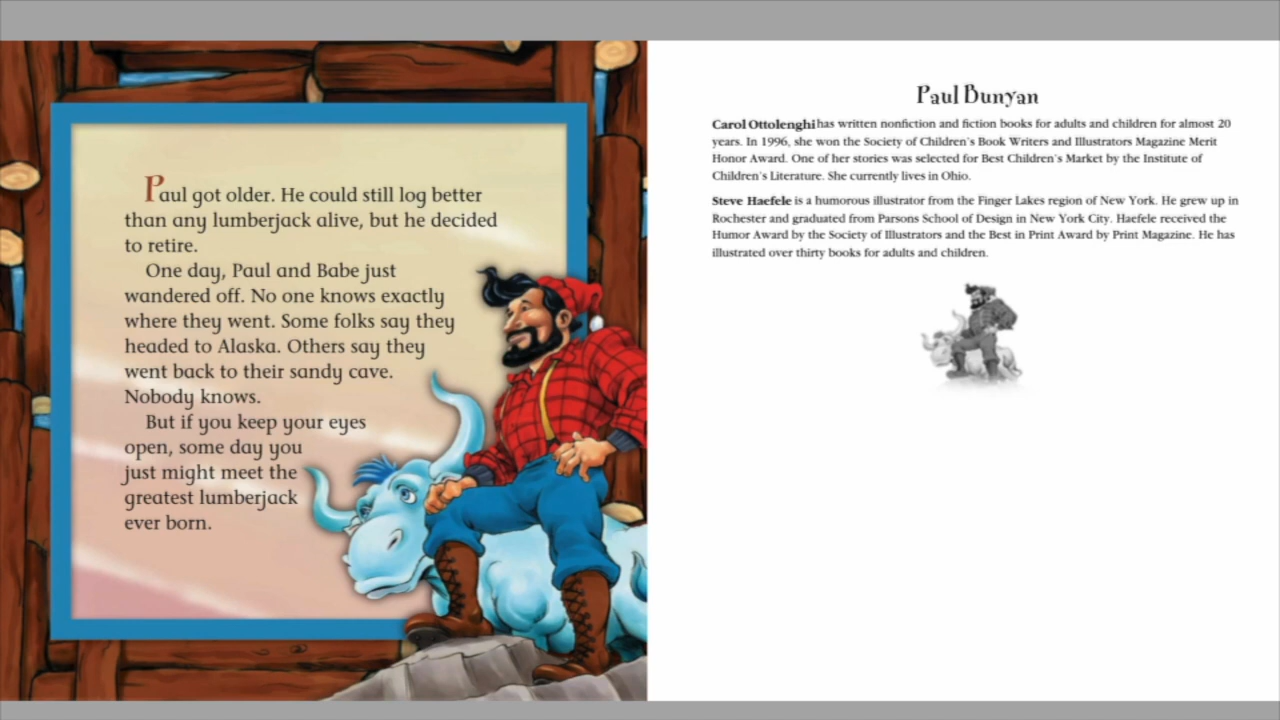 Paul got older. He could still log better
than any lumberjack alive, but he decided
to retire.
One day, Paul and Babe just
wandered off. No one knows exactly
where they went. Some folks say they
headed to Alaska. Others say they
went back to their sandy cave.
Nobody knows.
But if you keep your eyes
open, some day you
just might meet the
greatest lumberjack
ever born.
Paul Bunyan
Carol Ottolenghi has written nonfiction and fiction books for adults and children for almost 20
years. In 1996, she won the Society of Children's Book Writers and Illustrators Magazine Merit
Honor Award. One of her stories was selected for Best Children's Market by the Institute of
Children's Literature. She currently lives in Ohio.
Steve Haefele is a humorous illustrator from the Finger Lakes region of New York. He grew up in
Rochester and graduated from Parsons School of Design in New York City. Haefele received the
Humor Award by the Society of Illustrators and the Best in Print Award by Print Magazine. He has
illustrated over thirty books for adults and children.